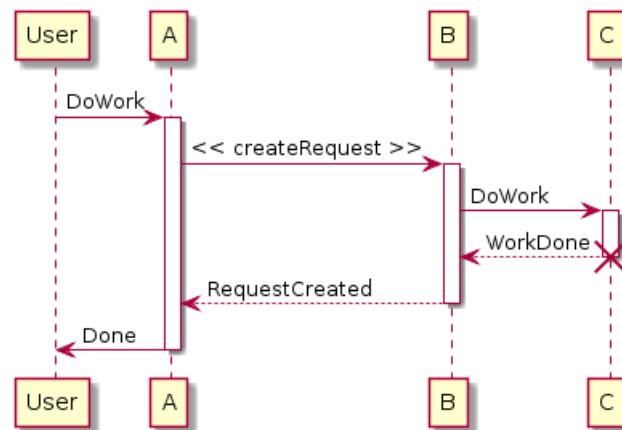 User A B C
DoWork
<< createRequest >>
DoWork
WorkDone
RequestCreated
Done
User A B C